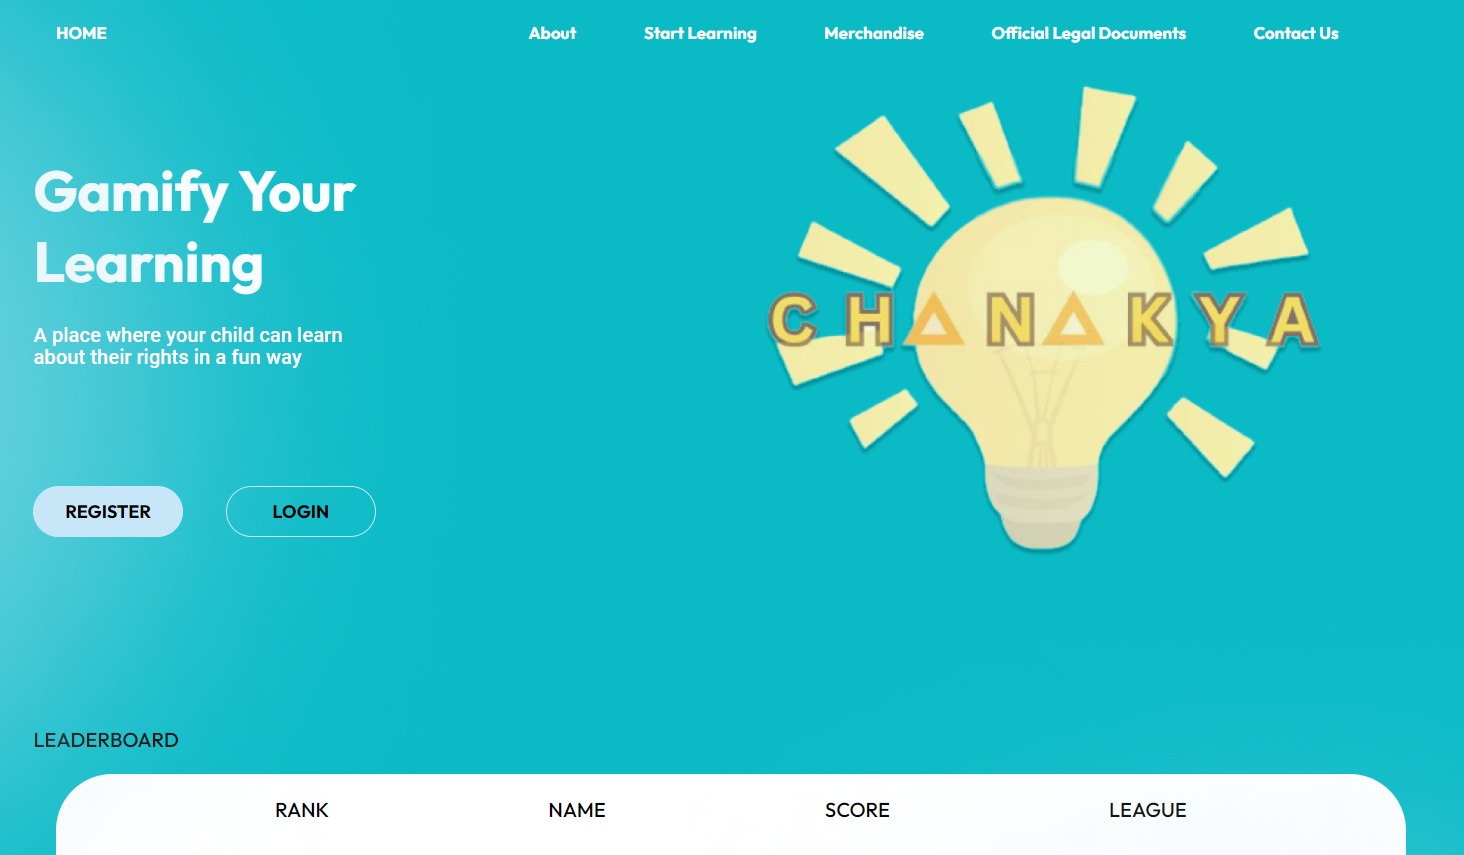 HOME
About
Start Learning
Merchandise
Official Legal Documents
Contact Us
Gamify Your
Learning
A place where your child can learn
about their rights in a fun way
CHANAKYA
REGISTER
LOGIN
LEADERBOARD
RANK
NAME
SCORE
LEAGUE